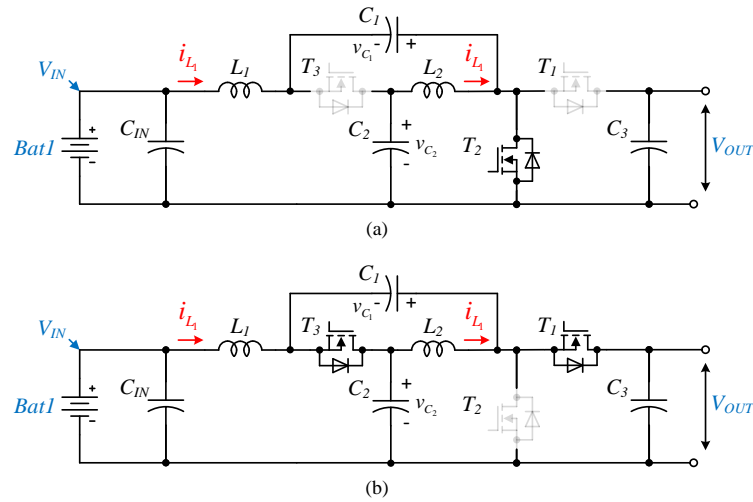 C1
iL1 L1 vC1 - + L2 iL1
VIN T3 T1
Bat1 + - CIN C2 + - vC2 T2 C3 VOUT
(a)
C1
iL1 L1 vC1 - + L2 iL1
VIN T3 T1
Bat1 + - CIN C2 + - vC2 T2 C3 VOUT
(b)